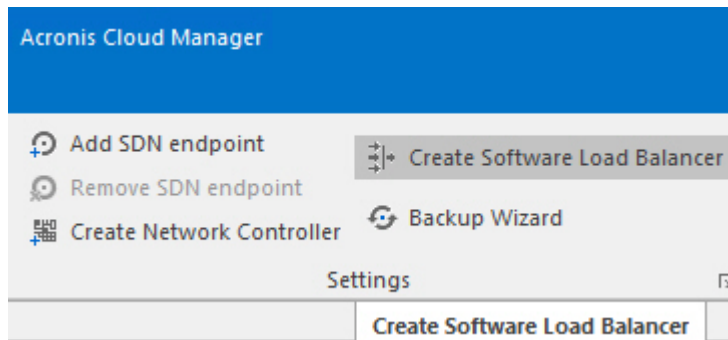 Acronis Cloud Manager
Add SDN endpoint
Remove SDN endpoint
Create Network Controller
Create Software Load Balancer
Backup Wizard
Settings
Create Software Load Balancer